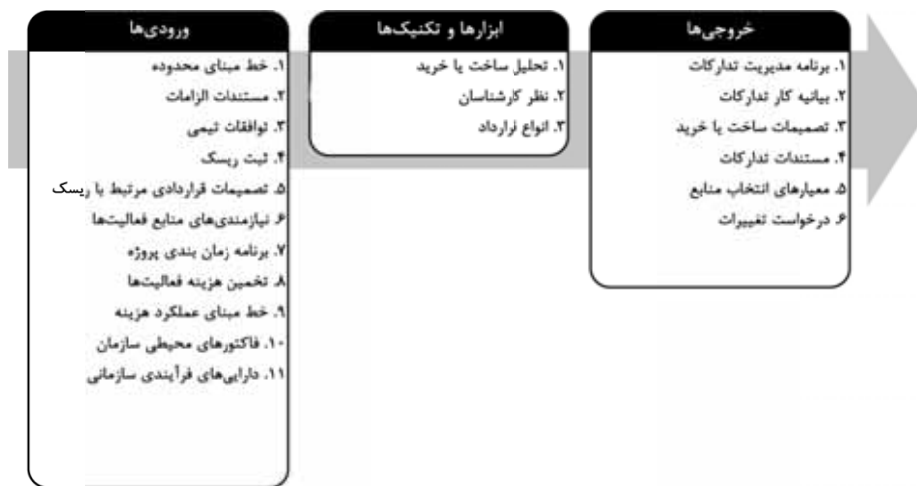 ورودی‌ها
۱. خط مبنای محدوده
۲. مستندات الزامات
۳. توافقات تیمی
۴. ثبت ریسک
۵. تصمیمات قراردادی مرتبط با ریسک
۶. نیازمندی‌های منابع فعالیت‌ها
۷. برنامه زمان بندی پروژه
۸. تخمین هزینه فعالیت‌ها
۹. خط مبنای عملکرد هزینه
۱۰. فاکتورهای محیطی سازمان
۱۱. دارایی‌های فرآیندی سازمانی
ابزارها و تکنیک‌ها
۱. تحلیل ساخت یا خرید
۲. نظر کارشناسان
۳. انواع قرارداد
خروجی‌ها
۱. برنامه مدیریت تدارکات
۲. بیانیه کار تدارکات
۳. تصمیمات ساخت یا خرید
۴. مستندات تدارکات
۵. معیارهای انتخاب منابع
۶. درخواست تغییرات